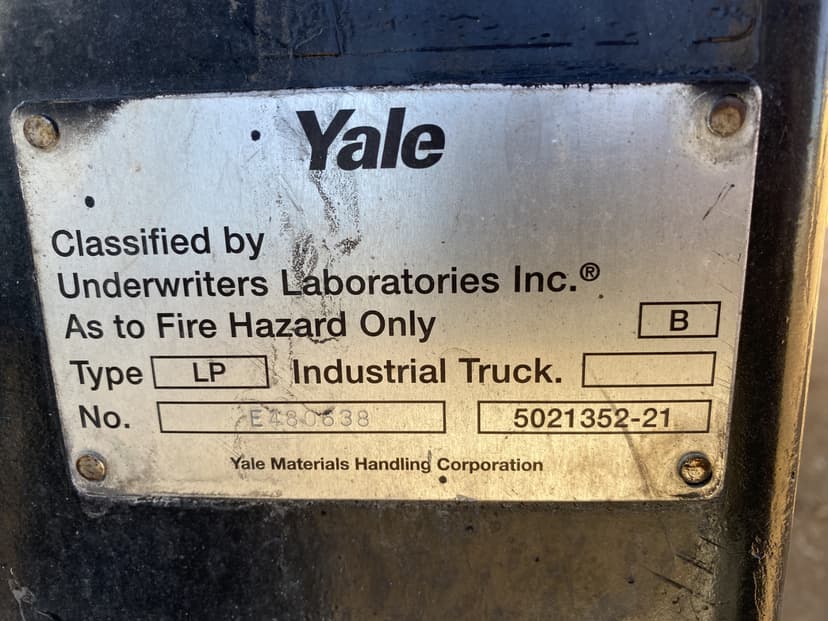 Yale
Classified by
Underwriters Laboratories Inc.®
As to Fire Hazard Only B
Type LP Industrial Truck.
No. E480638 5021352-21
Yale Materials Handling Corporation